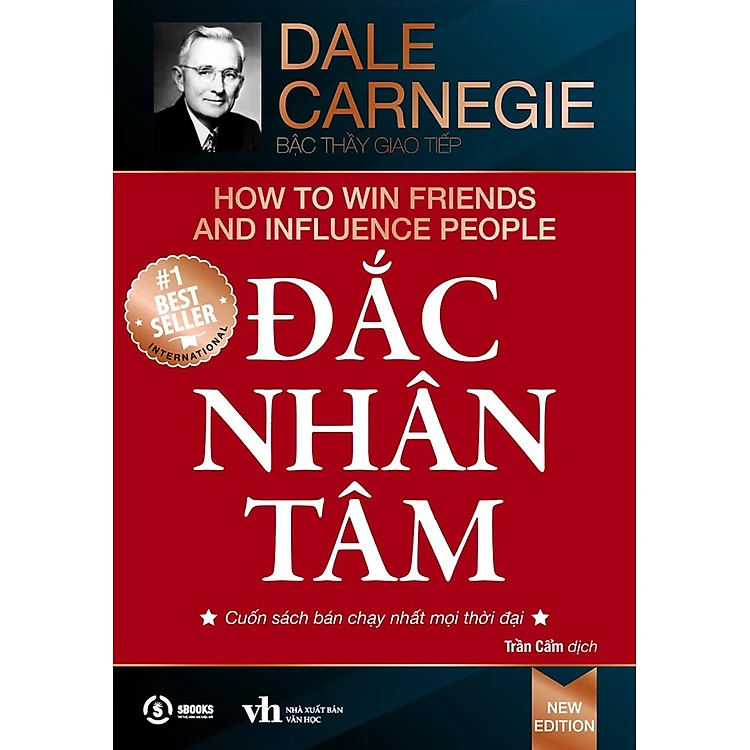 DALE
CARNEGIE
BẬC THẦY GIAO TIẾP
HOW TO WIN FRIENDS
AND INFLUENCE PEOPLE
#1
BEST
SELLER
INTERNATIONAL
ĐẮC
NHÂN
TÂM
Cuốn sách bán chạy nhất mọi thời đại
Trần Cẩm dịch
SBOOKS
vh NHÀ XUẤT BẢN
VĂN HỌC
NEW
EDITION